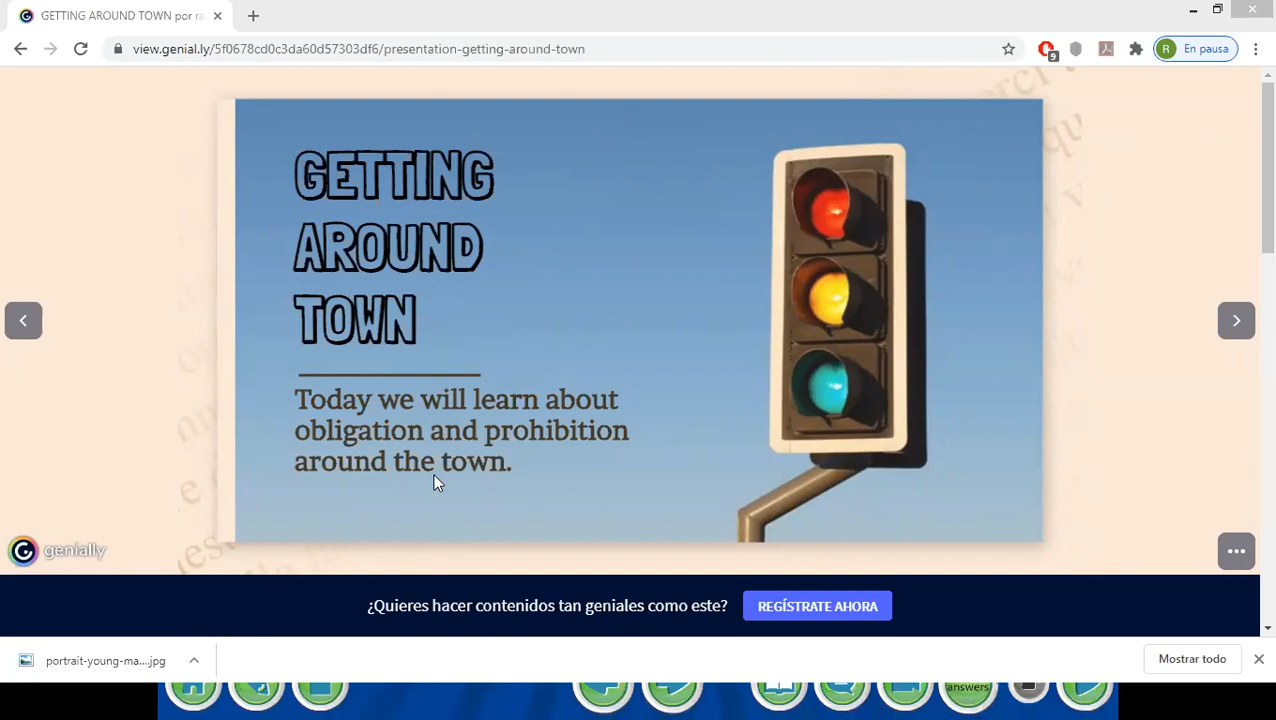 GETTING AROUND TOWN por ra
view.genial.ly/5f0678cd0c3da60d57303df6/presentation-getting-around-town
9
R
En pausa
GETTING
AROUND
TOWN
Today we will learn about
obligation and prohibition
around the town.
genially
¿Quieres hacer contenidos tan geniales como este?
REGÍSTRATE AHORA
portrait-young-ma....jpg
Mostrar todo
answers